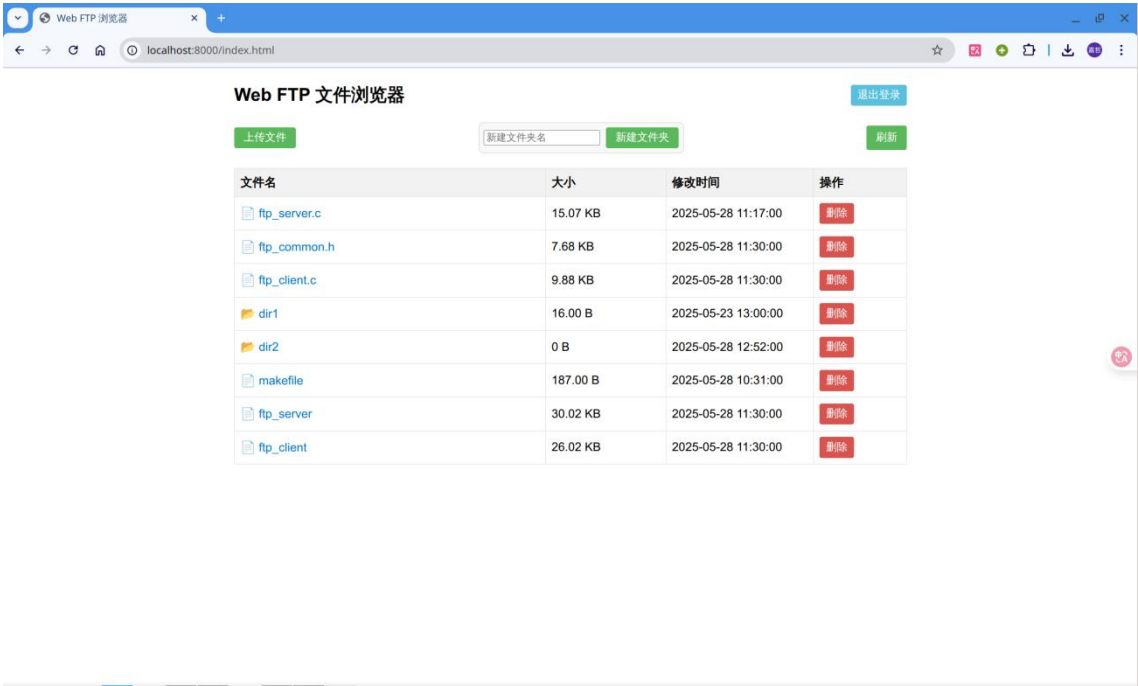 Web FTP 浏览器
localhost:8000/index.html
Web FTP 文件浏览器
退出登录
上传文件
新建文件夹名
新建文件夹
刷新
文件名 大小 修改时间 操作
ftp_server.c 15.07 KB 2025-05-28 11:17:00 删除
ftp_common.h 7.68 KB 2025-05-28 11:30:00 删除
ftp_client.c 9.88 KB 2025-05-28 11:30:00 删除
dir1 16.00 B 2025-05-23 13:00:00 删除
dir2 0 B 2025-05-28 12:52:00 删除
makefile 187.00 B 2025-05-28 10:31:00 删除
ftp_server 30.02 KB 2025-05-28 11:30:00 删除
ftp_client 26.02 KB 2025-05-28 11:30:00 删除